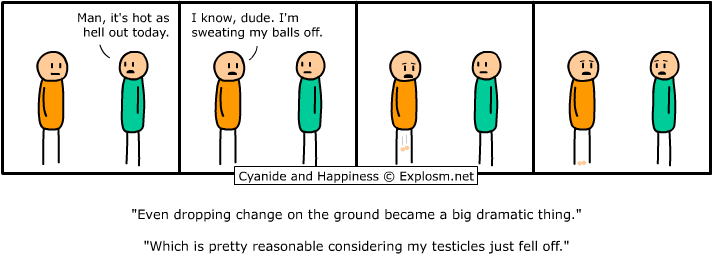 Man, it's hot as
hell out today.
I know, dude. I'm
sweating my balls off.
Cyanide and Happiness © Explosm.net
"Even dropping change on the ground became a big dramatic thing."
"Which is pretty reasonable considering my testicles just fell off."